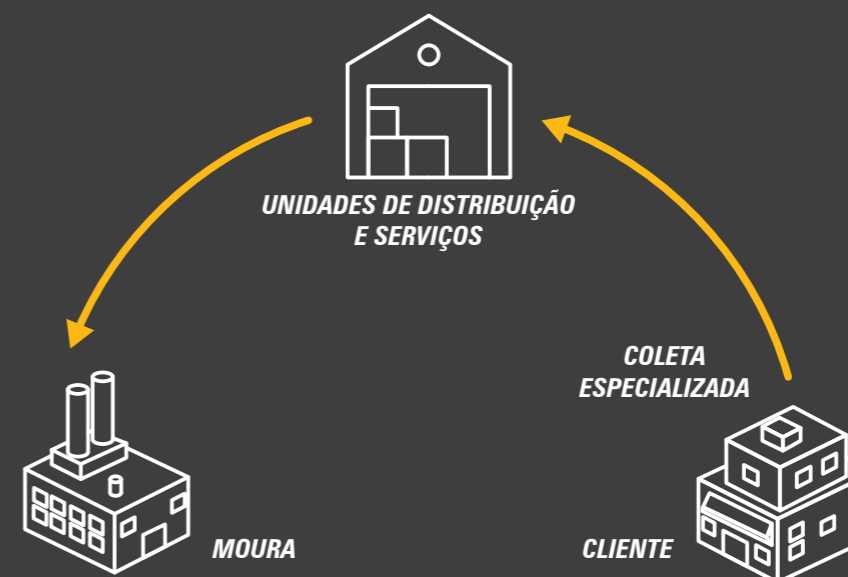 UNIDADES DE DISTRIBUIÇÃO
E SERVIÇOS
COLETA
ESPECIALIZADA
MOURA
CLIENTE